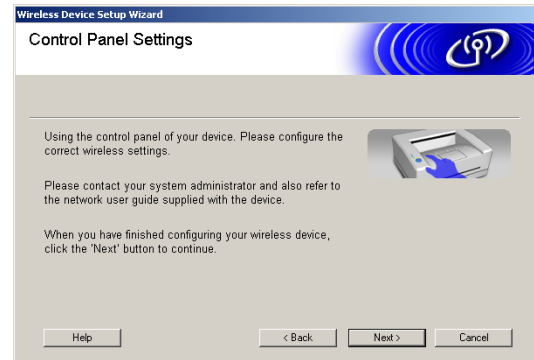 Wireless Device Setup Wizard
Control Panel Settings
Using the control panel of your device. Please configure the
correct wireless settings.
Please contact your system administrator and also refer to
the network user guide supplied with the device.
When you have finished configuring your wireless device,
click the 'Next' button to continue.
Help
< Back
Next >
Cancel